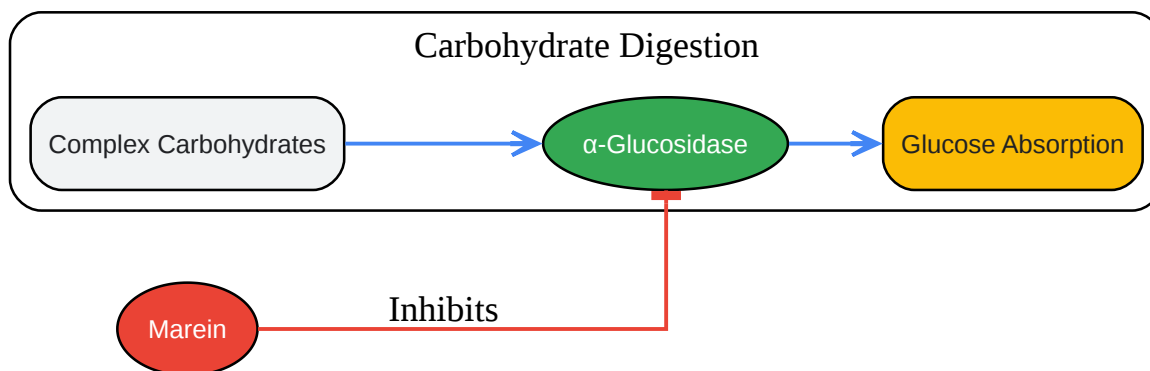 Carbohydrate Digestion
Complex Carbohydrates
α-Glucosidase
Glucose Absorption
Inhibits
Marein